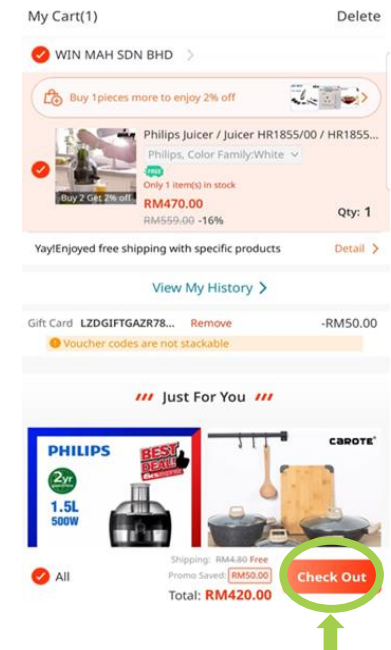 My Cart(1) Delete
WIN MAH SDN BHD >
Buy 1pieces more to enjoy 2% off >
Philips Juicer / Juicer HR1855/00 / HR1855...
Philips, Color Family:White
FREE
Only 1 item(s) in stock
Buy 2 Get 2% off
RM470.00
RM559.00 -16%
Qty: 1
Yay!Enjoyed free shipping with specific products Detail >
View My History >
Gift Card LZDGIFTGAZR78... Remove -RM50.00
Voucher codes are not stackable
Just For You
PHILIPS
BEST
DEAL!
2yr
1.5L
500W
CAROTE
All
Shipping: RM4.80 Free
Promo Saved: RM50.00
Total: RM420.00
Check Out